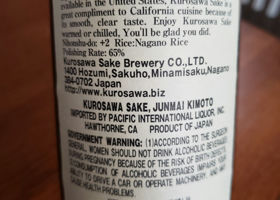 available in the United States, Kurosawa Sake is a
great compliment to California cuisine because of
its smooth, clear taste. Enjoy Kurosawa Sake
warmed or chilled. You'll be glad you did.
Nihonshu-do: +2 Rice:Nagano Rice
Polishing Rate: 65%
Kurosawa Sake Brewery CO.,LTD.
1400 Hozumi,Sakuho,Minamisaku,Nagano
384-0702 Japan
http://www.kurosawa.biz
KUROSAWA SAKE, JUNMAI KIMOTO
IMPORTED BY PACIFIC INTERNATIONAL LIQUOR, INC.
HAWTHORNE, CA PRODUCT OF JAPAN
GOVERNMENT WARNING: (1)ACCORDING TO THE SURGEON
GENERAL, WOMEN SHOULD NOT DRINK ALCOHOLIC BEVERAGES
DURING PREGNANCY BECAUSE OF THE RISK OF BIRTH DEFECTS.
CONSUMPTION OF ALCOHOLIC BEVERAGES IMPAIRS YOUR
ABILITY TO DRIVE A CAR OR OPERATE MACHINERY, AND MAY
CAUSE HEALTH PROBLEMS.